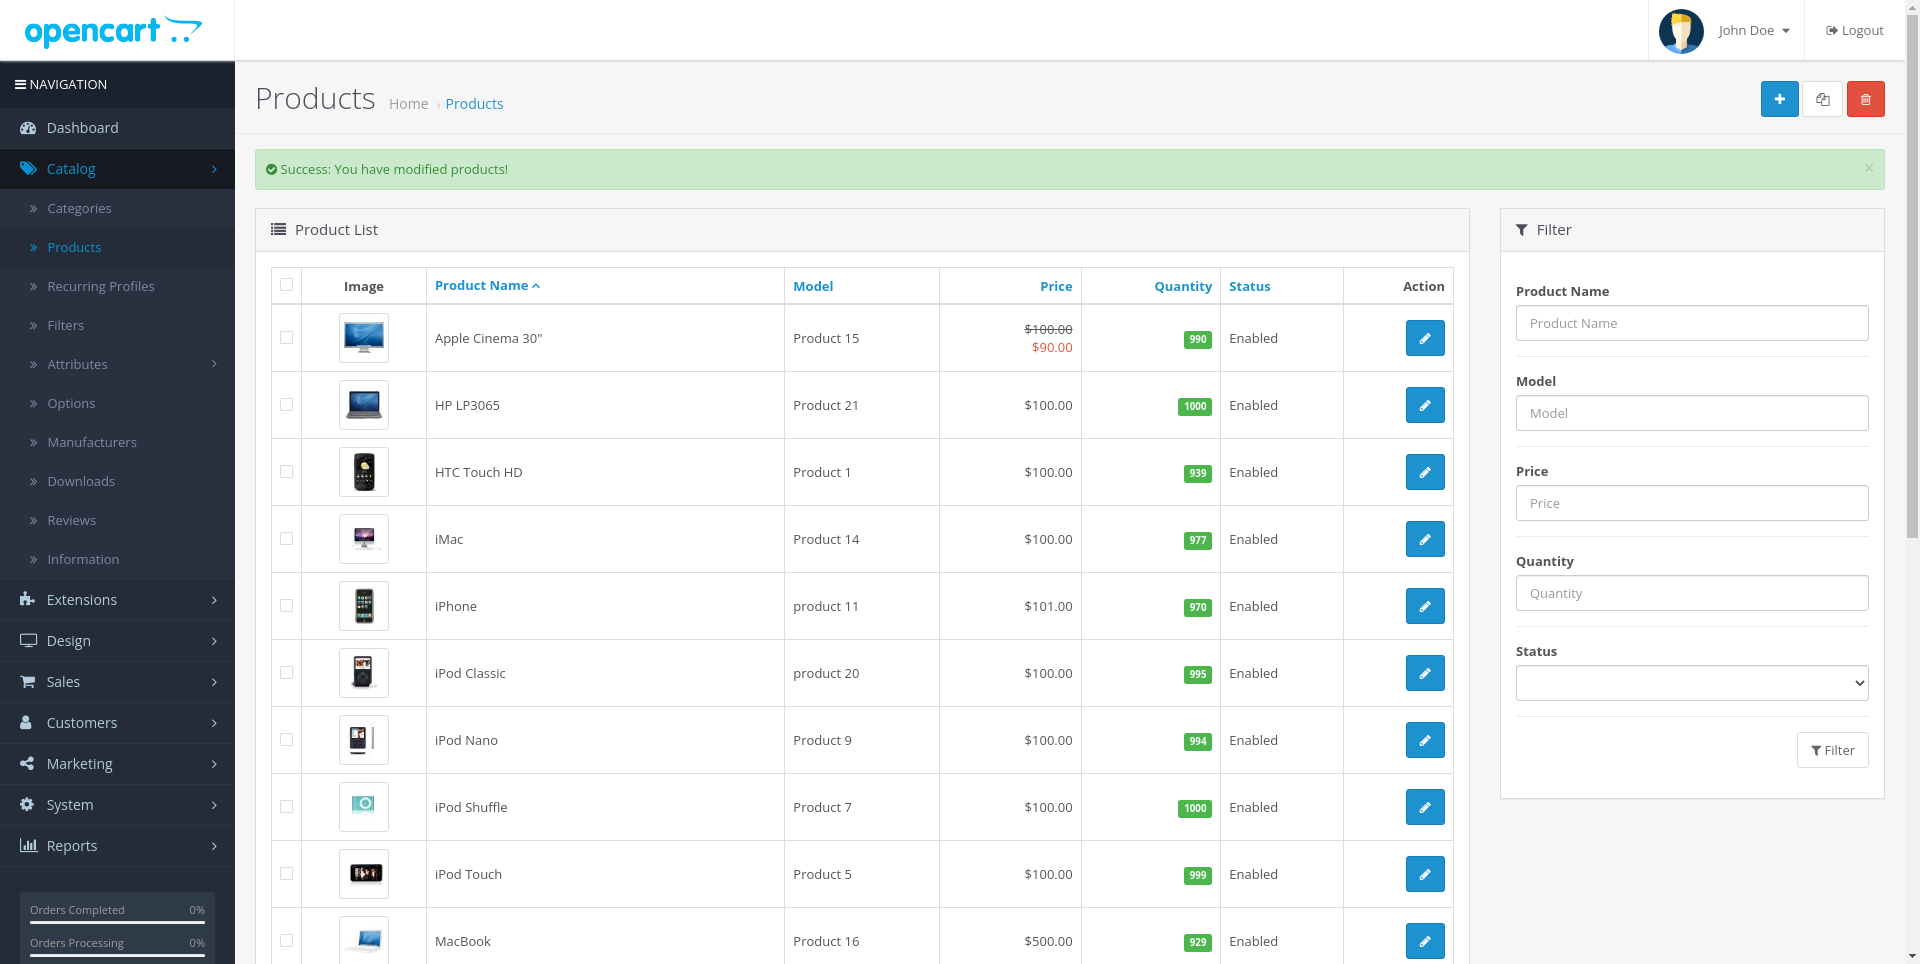 opencart
John Doe
Logout
NAVIGATION
Dashboard
Catalog
Categories
Products
Recurring Profiles
Filters
Attributes
Options
Manufacturers
Downloads
Reviews
Information
Extensions
Design
Sales
Customers
Marketing
System
Reports
Orders Completed 0%
Orders Processing 0%
Products Home › Products
Success: You have modified products! ×
Product List
Image Product Name Model Price Quantity Status Action
Apple Cinema 30" Product 15 $100.00 $90.00 990 Enabled
HP LP3065 Product 21 $100.00 1000 Enabled
HTC Touch HD Product 1 $100.00 939 Enabled
iMac Product 14 $100.00 977 Enabled
iPhone product 11 $101.00 970 Enabled
iPod Classic product 20 $100.00 995 Enabled
iPod Nano Product 9 $100.00 994 Enabled
iPod Shuffle Product 7 $100.00 1000 Enabled
iPod Touch Product 5 $100.00 999 Enabled
MacBook Product 16 $500.00 929 Enabled
Filter
Product Name
Product Name
Model
Model
Price
Price
Quantity
Quantity
Status
Filter